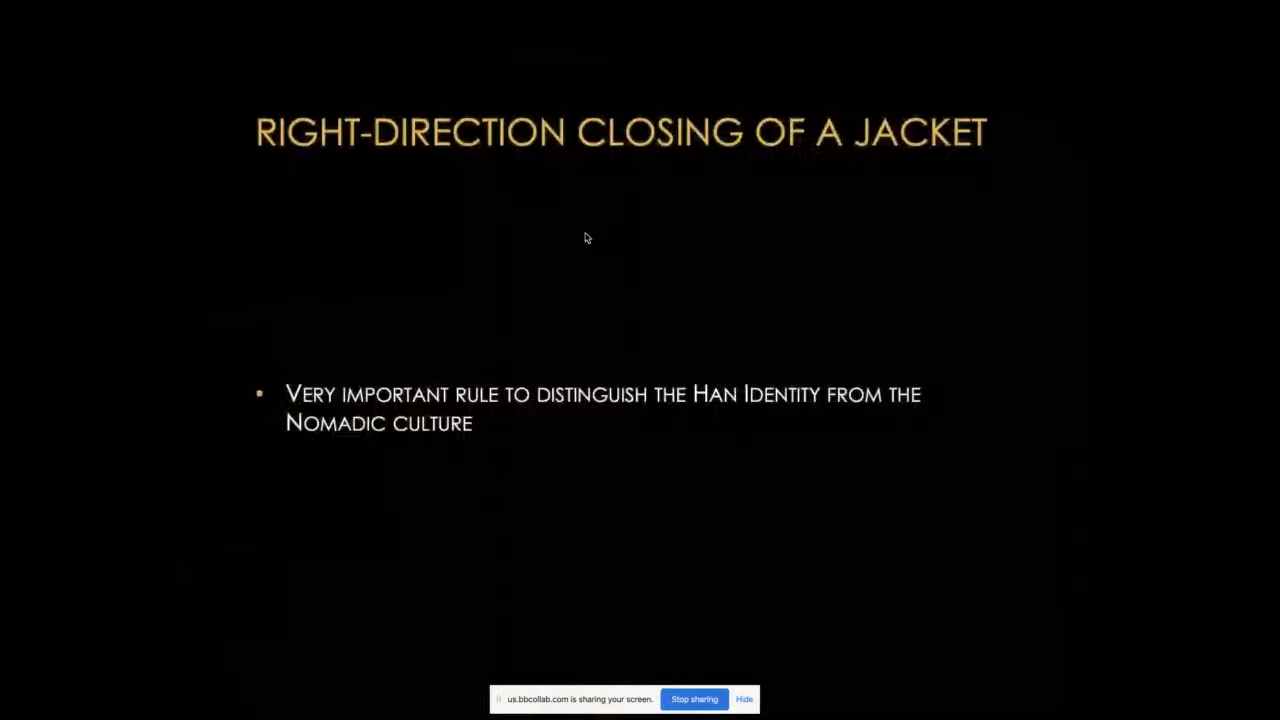 RIGHT-DIRECTION CLOSING OF A JACKET
• VERY IMPORTANT RULE TO DISTINGUISH THE HAN IDENTITY FROM THE
NOMADIC CULTURE
us.bbcollab.com is sharing your screen. Stop sharing Hide